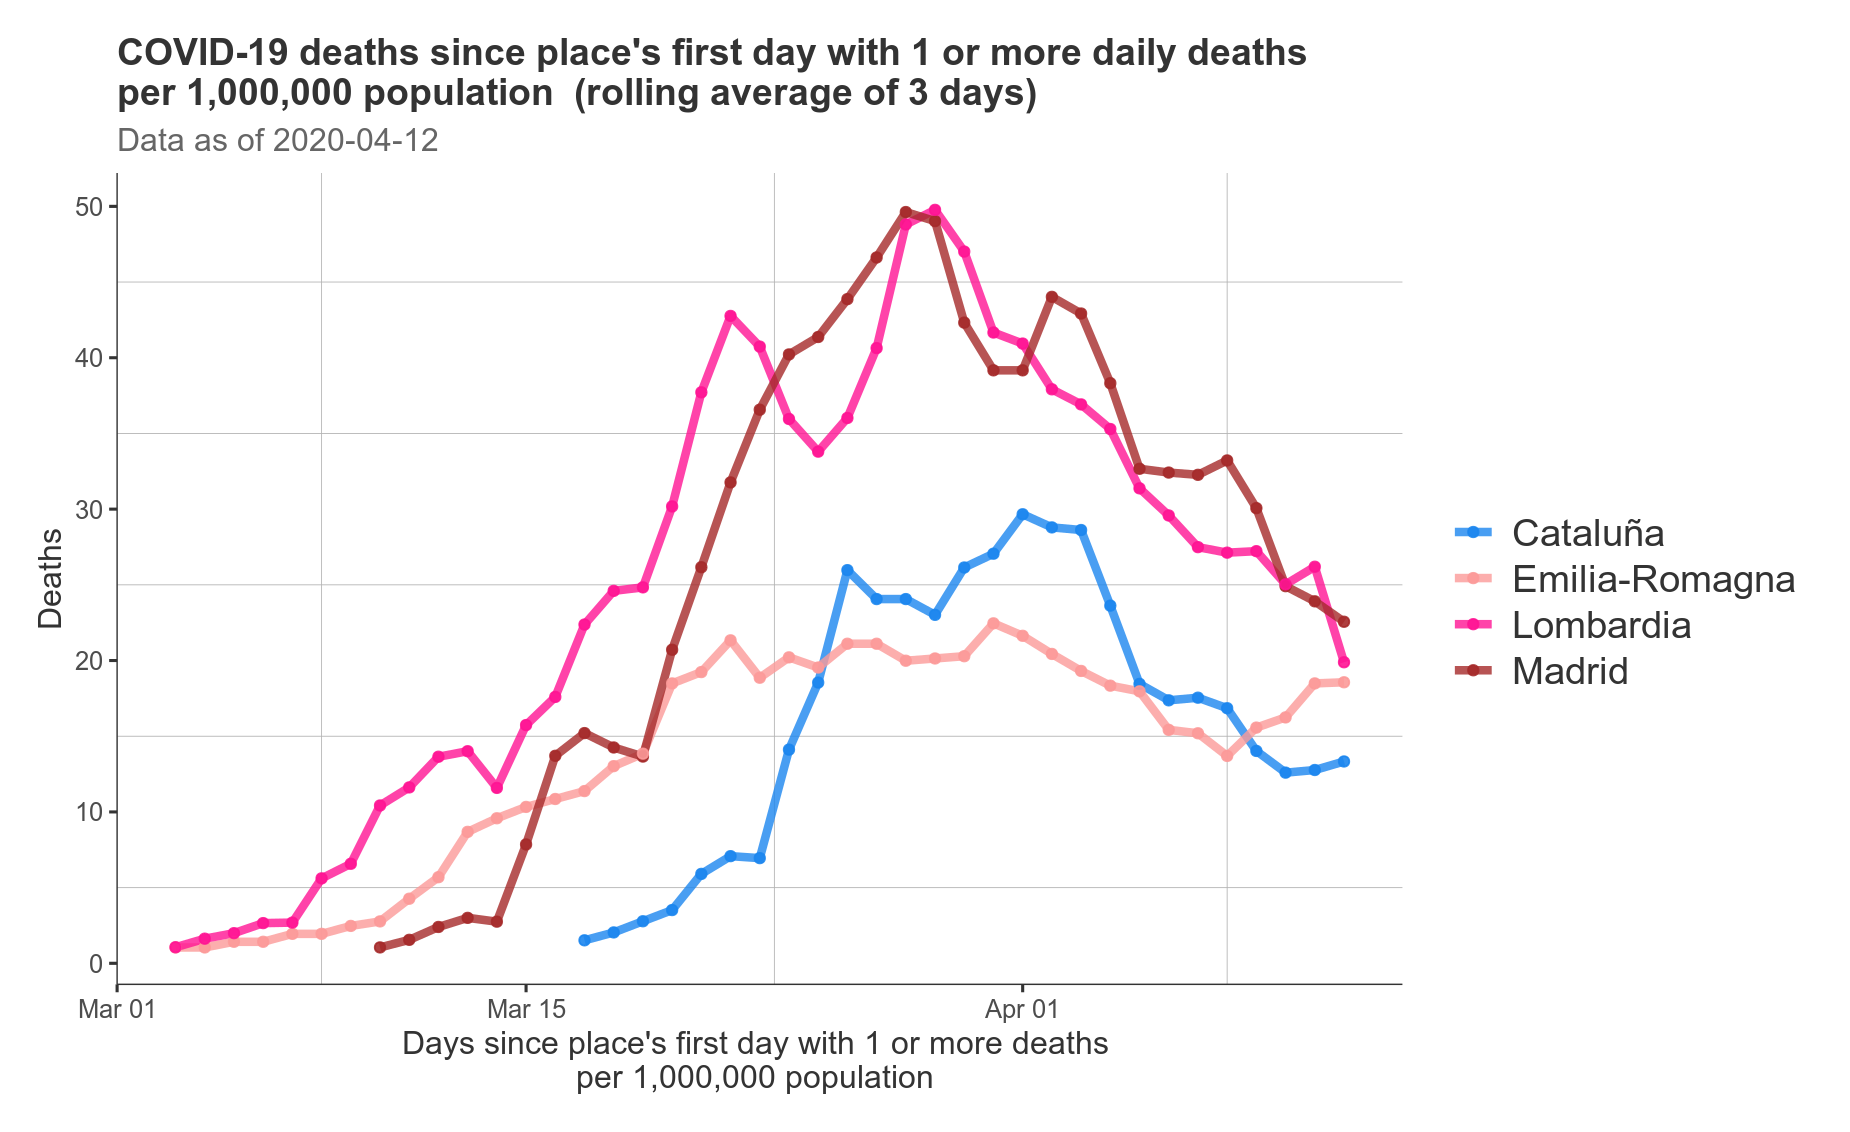 COVID-19 deaths since place's first day with 1 or more daily deaths
per 1,000,000 population (rolling average of 3 days)
Data as of 2020-04-12
50
40
30
20
10
0
Deaths
Mar 01
Mar 15
Apr 01
Days since place's first day with 1 or more deaths
per 1,000,000 population
Cataluña
Emilia-Romagna
Lombardia
Madrid